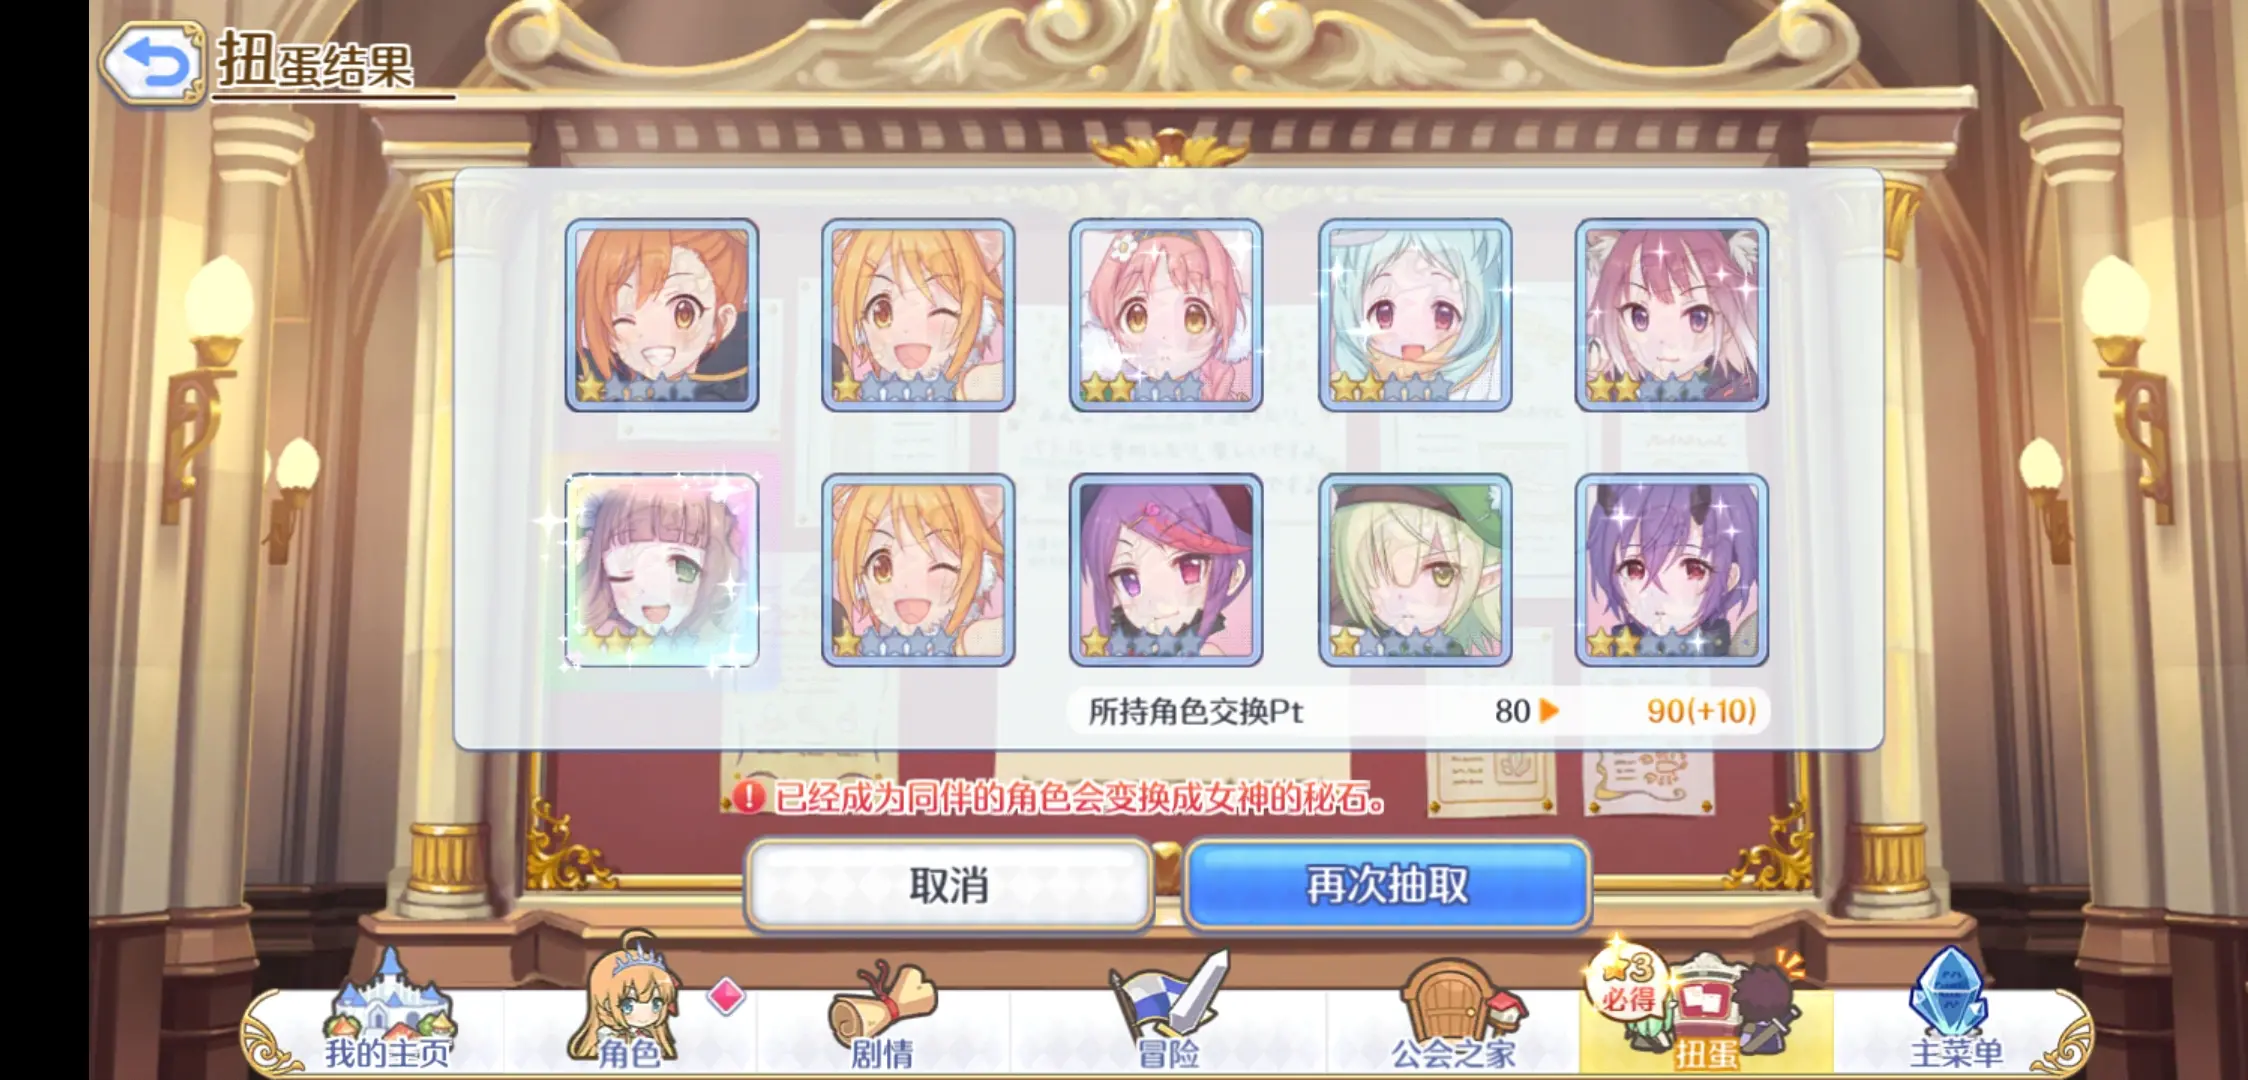 扭蛋结果
所持角色交换Pt 80 90(+10)
已经成为同伴的角色会变换成女神的秘石。
取消
再次抽取
3
必得
我的主页
角色
剧情
冒险
公会之家
扭蛋
主菜单